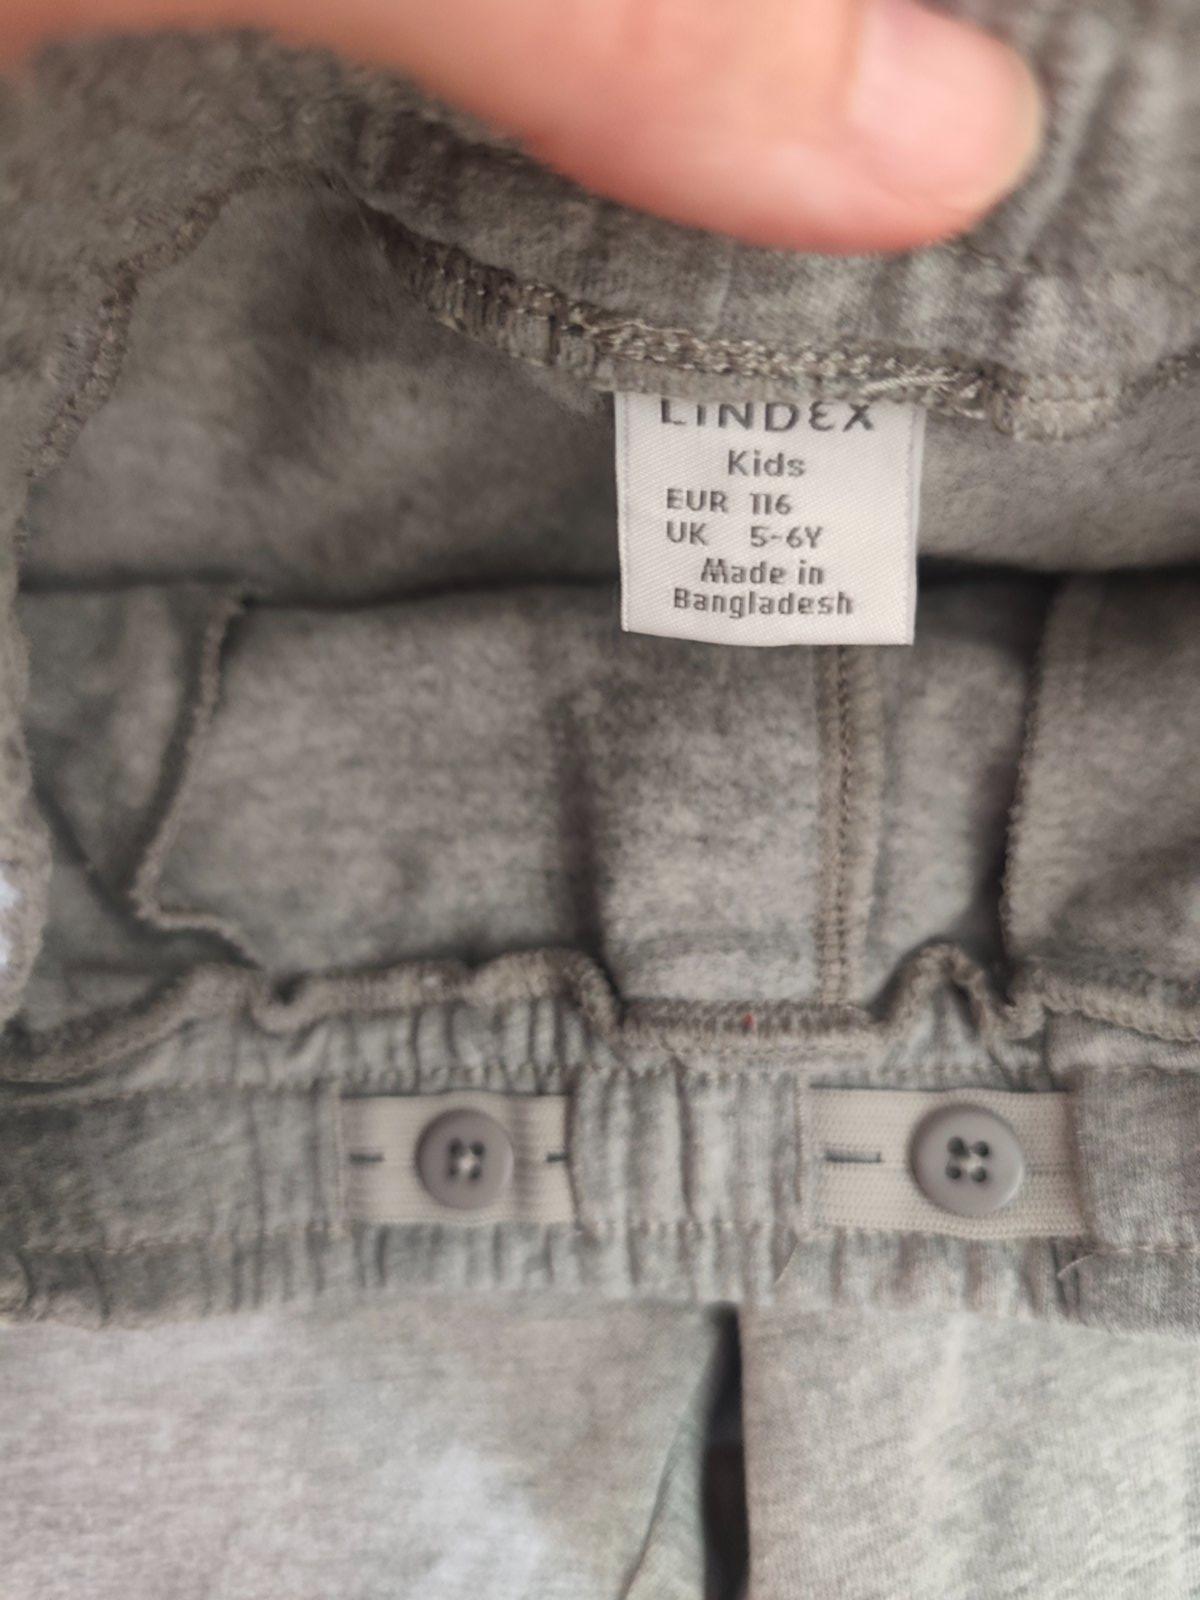 LINDEX
Kids
EUR 116
UK 5-6Y
Made in
Bangladesh